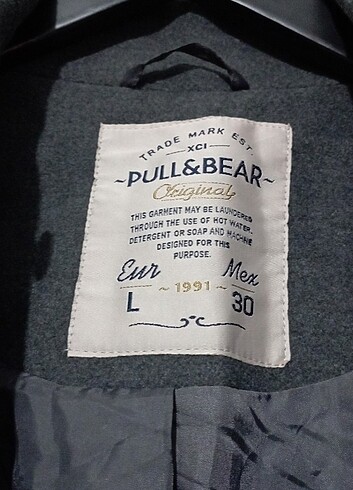 TRADE MARK EST
XCI
~PULL&BEAR~
Original
THIS GARMENT MAY BE LAUNDERED
THROUGH THE USE OF HOT WATER,
DETERGENT OR SOAP AND MACHINE
DESIGNED FOR THIS
PURPOSE.
Eur Mex
~ 1991 ~
L 30